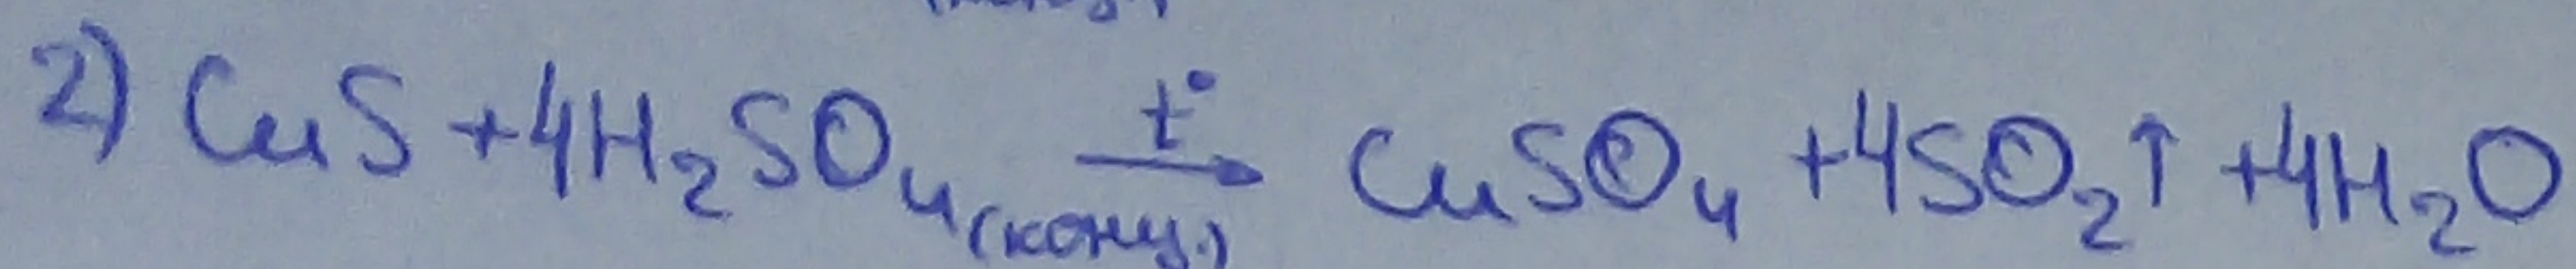 2) CuS + 4H₂SO₄ (конц.) →t° CuSO₄ + 4SO₂↑ + 4H₂O